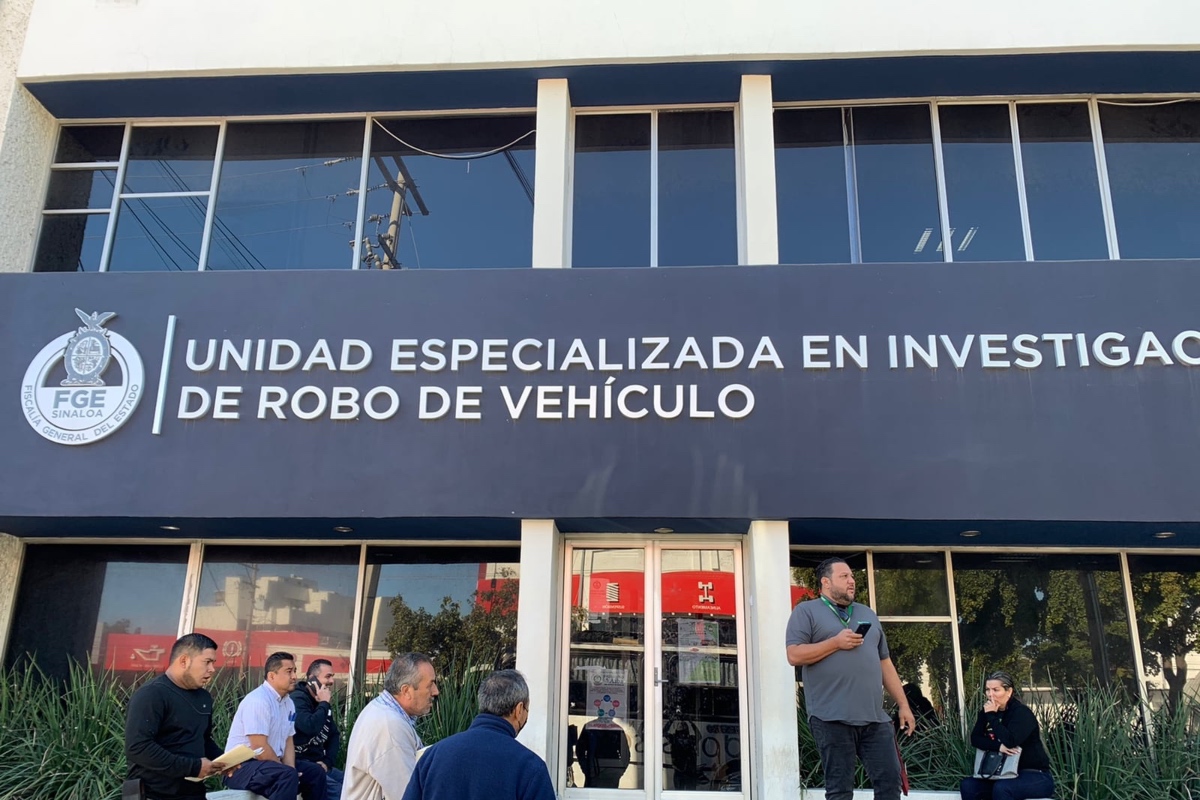 UNIDAD ESPECIALIZADA EN INVESTIGAC
DE ROBO DE VEHÍCULO
FGE
SINALOA
FISCALÍA GENERAL DEL ESTADO